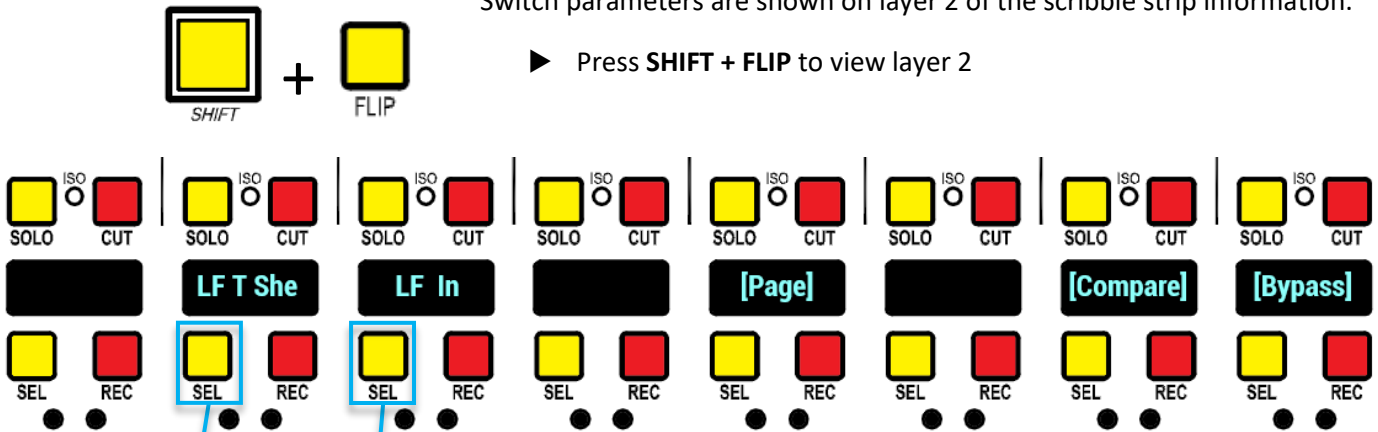 Switch parameters are shown on layer 2 of the scribble strip information.
▶ Press SHIFT + FLIP to view layer 2
+
SHIFT FLIP
ISO ISO ISO ISO ISO ISO ISO ISO
SOLO CUT SOLO CUT SOLO CUT SOLO CUT SOLO CUT SOLO CUT SOLO CUT SOLO CUT
LF T She LF In [Page] [Compare] [Bypass]
SEL REC SEL REC SEL REC SEL REC SEL REC SEL REC SEL REC SEL REC